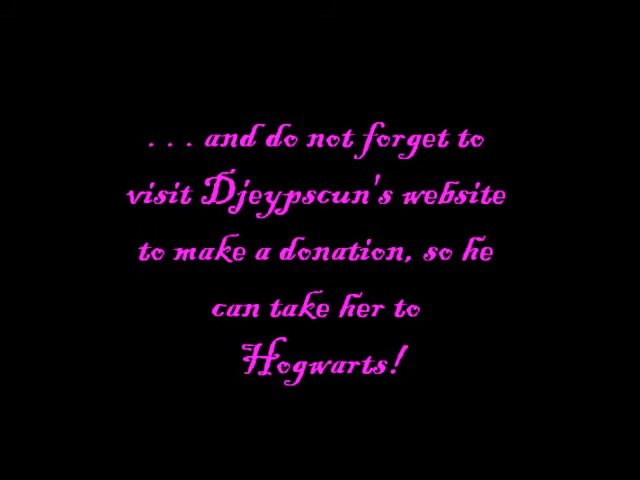 . . . and do not forget to
visit Djeypscun's website
to make a donation, so he
can take her to
Hogwarts!